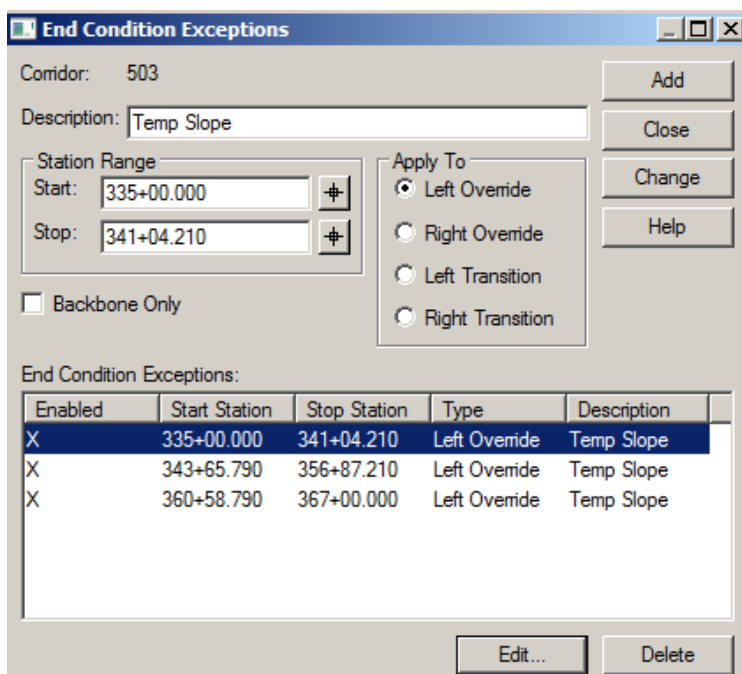 End Condition Exceptions
Corridor: 503
Add
Description: Temp Slope
Close
Station Range
Apply To
Change
Start: 335+00.000
Left Override
Help
Stop: 341+04.210
Right Override
Left Transition
Backbone Only
Right Transition
End Condition Exceptions:
Enabled Start Station Stop Station Type Description
X 335+00.000 341+04.210 Left Override Temp Slope
X 343+65.790 356+87.210 Left Override Temp Slope
X 360+58.790 367+00.000 Left Override Temp Slope
Edit... Delete